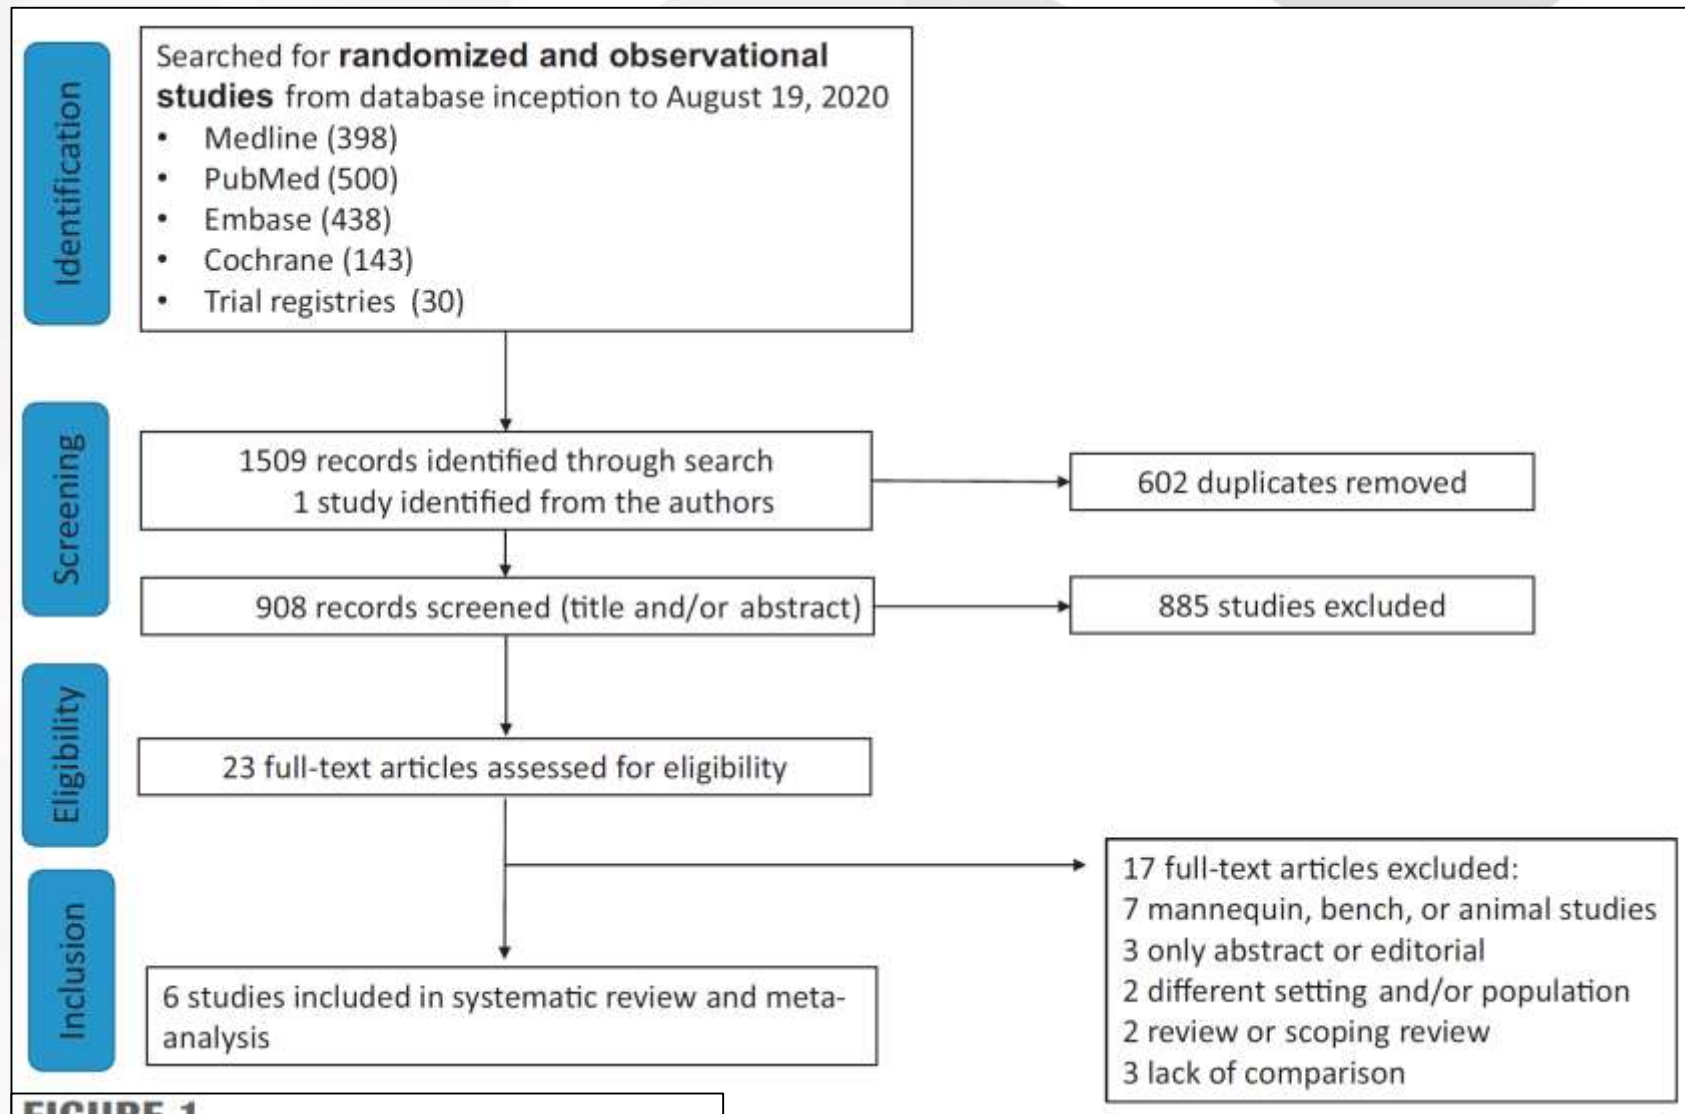 Identification
Searched for randomized and observational
studies from database inception to August 19, 2020
• Medline (398)
• PubMed (500)
• Embase (438)
• Cochrane (143)
• Trial registries (30)
Screening
1509 records identified through search
1 study identified from the authors
602 duplicates removed
908 records screened (title and/or abstract)
885 studies excluded
Eligibility
23 full-text articles assessed for eligibility
17 full-text articles excluded:
7 mannequin, bench, or animal studies
3 only abstract or editorial
2 different setting and/or population
2 review or scoping review
3 lack of comparison
Inclusion
6 studies included in systematic review and meta-
analysis
FIGURE 1